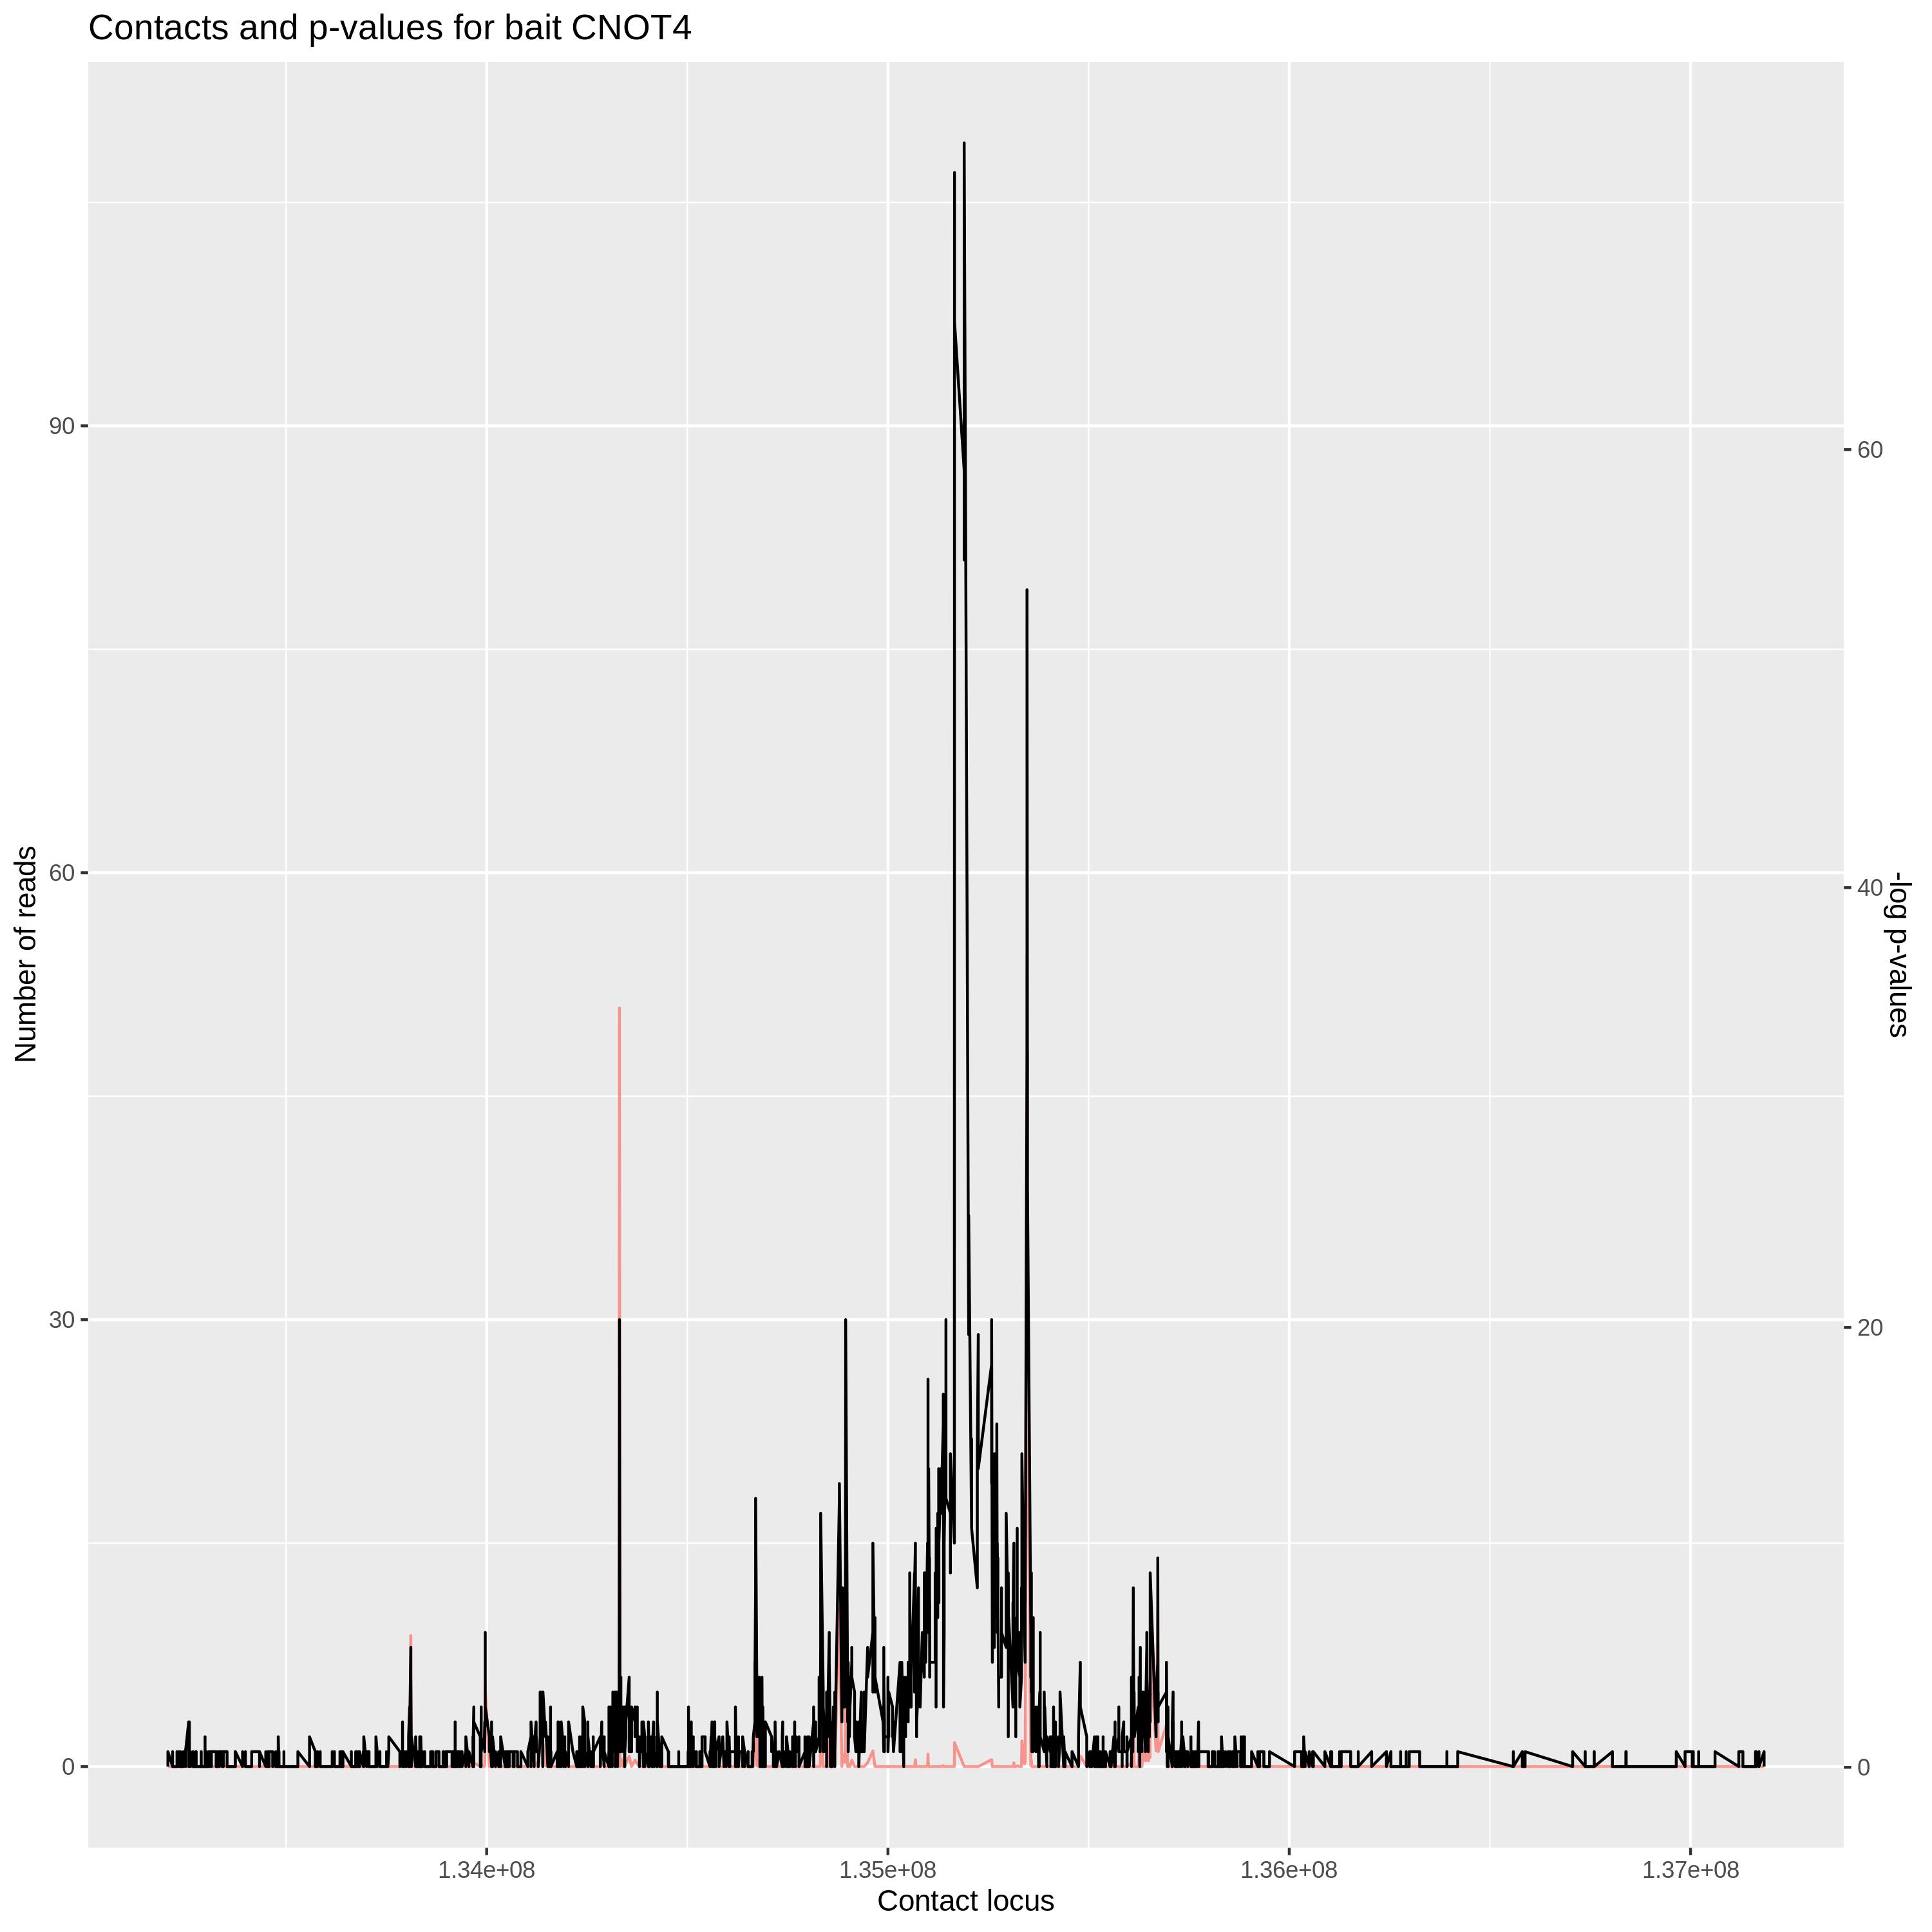 Contacts and p-values for bait CNOT4
Number of reads
90
60
30
0
60
40
20
0
-log p-values
1.34e+08 1.35e+08 1.36e+08 1.37e+08
Contact locus